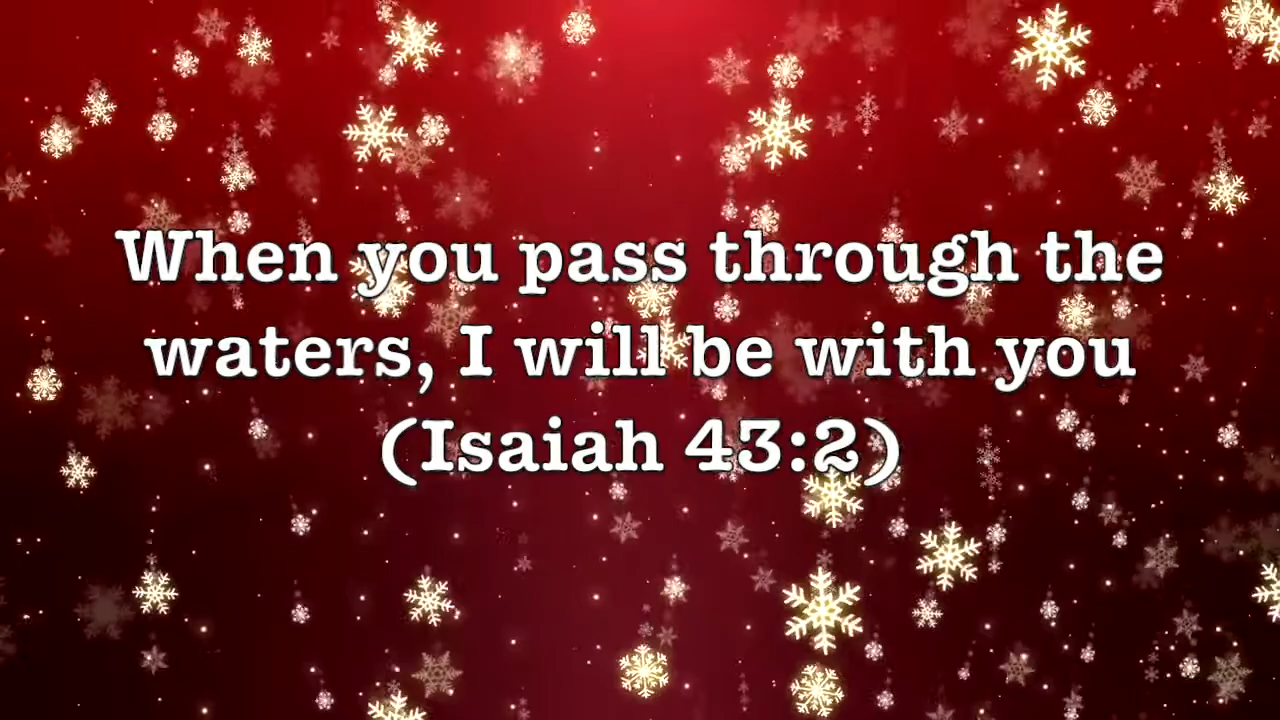 When you pass through the
waters, I will be with you
(Isaiah 43:2)